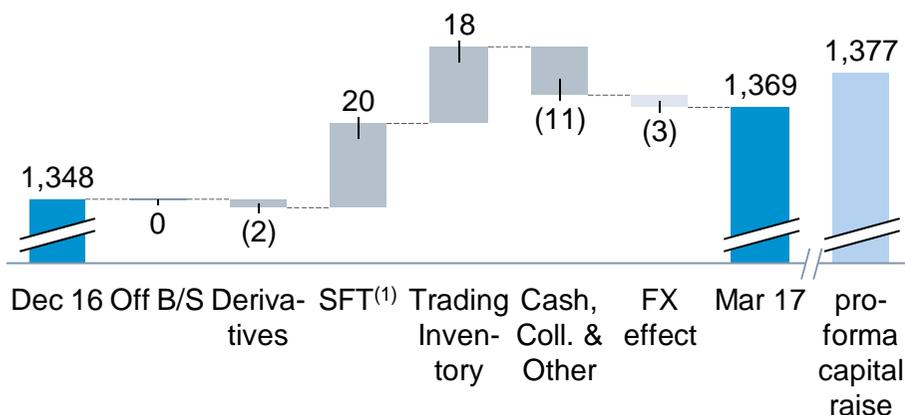 18
1,377
1,369
20
(11)
(3)
1,348
0
(2)
Dec 16 Off B/S Deriva- SFT(1) Trading Cash, FX Mar 17 pro-
tives Inven- Coll. & effect forma
tory Other capital
raise